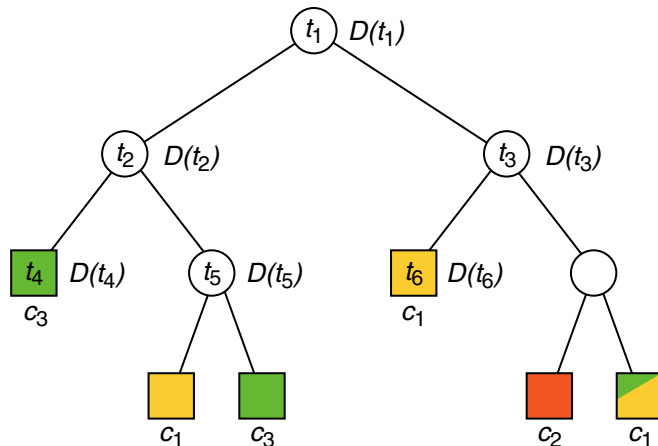 t1 D(t1)
t2 D(t2) t3 D(t3)
t4 D(t4) t5 D(t5) t6 D(t6)
c3 c1
c1 c3 c2 c1